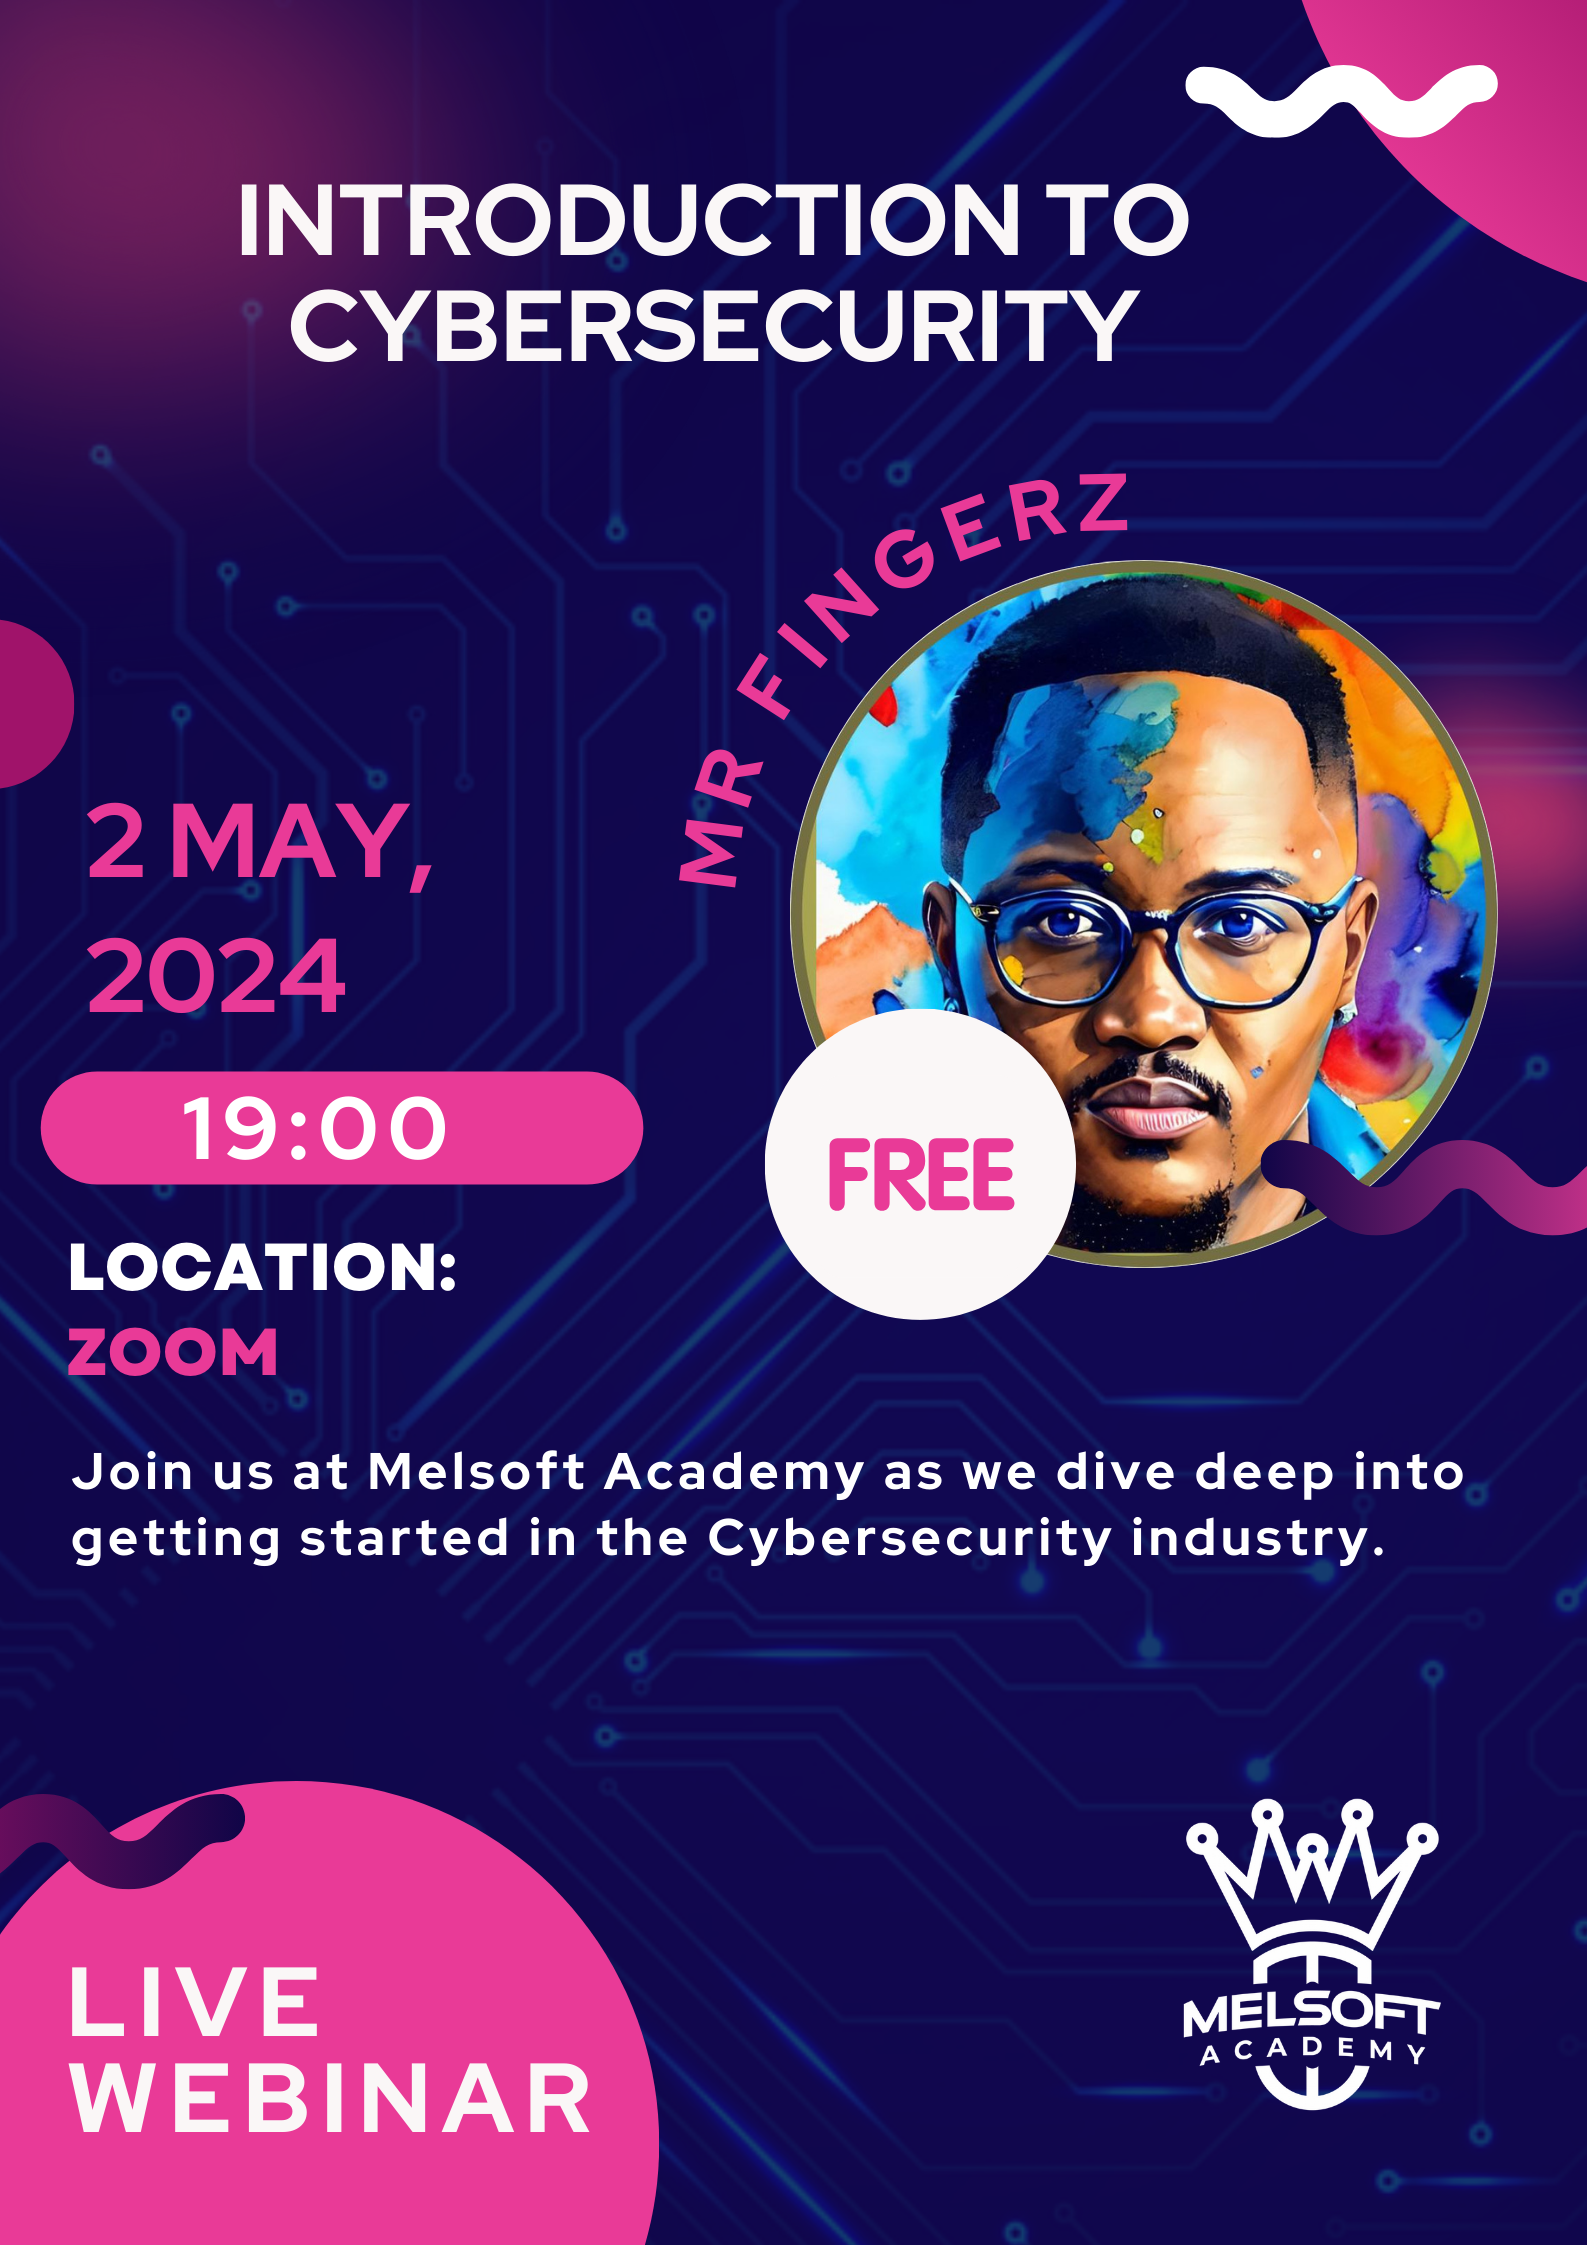 INTRODUCTION TO
CYBERSECURITY
MR FINGERZ
2 MAY,
2024
19:00
FREE
LOCATION:
ZOOM
Join us at Melsoft Academy as we dive deep into
getting started in the Cybersecurity industry.
LIVE
WEBINAR
MELSOFT
ACADEMY